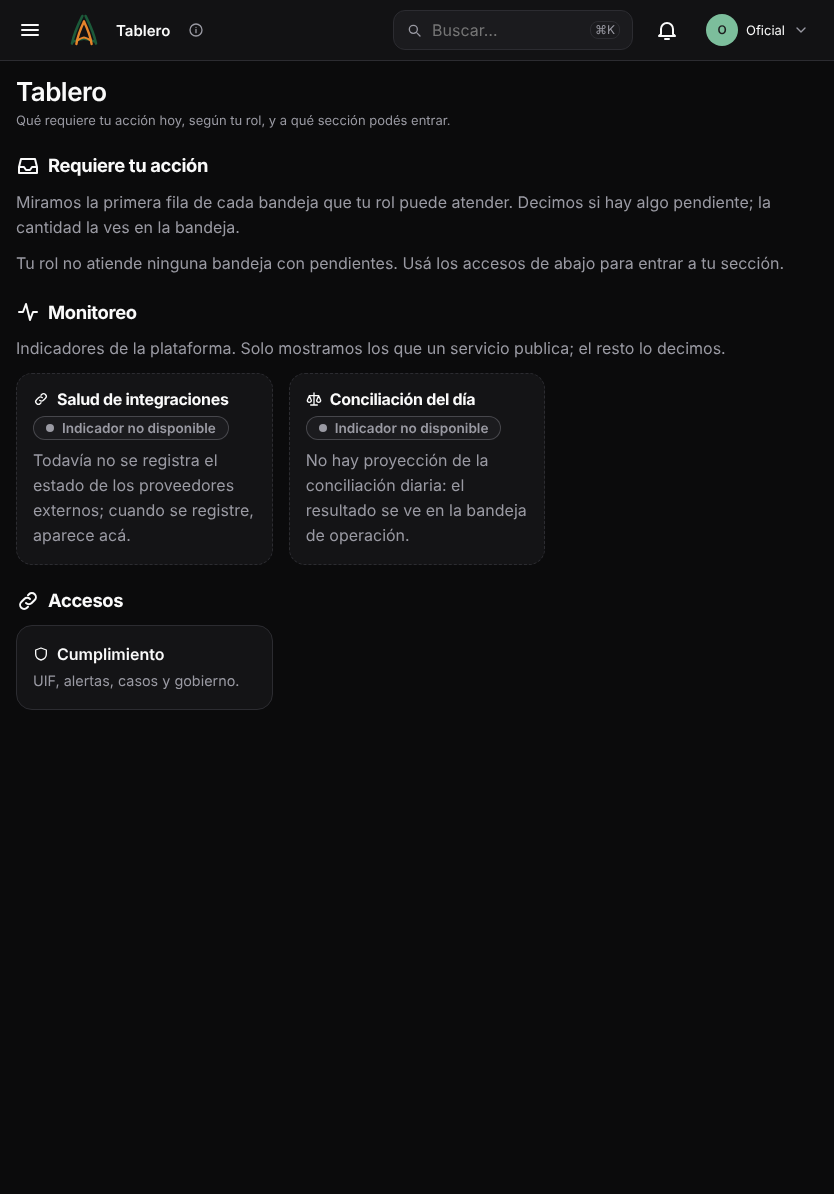 Tablero
Buscar...
⌘K
O
Oficial
Tablero
Qué requiere tu acción hoy, según tu rol, y a qué sección podés entrar.
Requiere tu acción
Miramos la primera fila de cada bandeja que tu rol puede atender. Decimos si hay algo pendiente; la
cantidad la ves en la bandeja.
Tu rol no atiende ninguna bandeja con pendientes. Usá los accesos de abajo para entrar a tu sección.
Monitoreo
Indicadores de la plataforma. Solo mostramos los que un servicio publica; el resto lo decimos.
Salud de integraciones
Indicador no disponible
Todavía no se registra el
estado de los proveedores
externos; cuando se registre,
aparece acá.
Conciliación del día
Indicador no disponible
No hay proyección de la
conciliación diaria: el
resultado se ve en la bandeja
de operación.
Accesos
Cumplimiento
UIF, alertas, casos y gobierno.